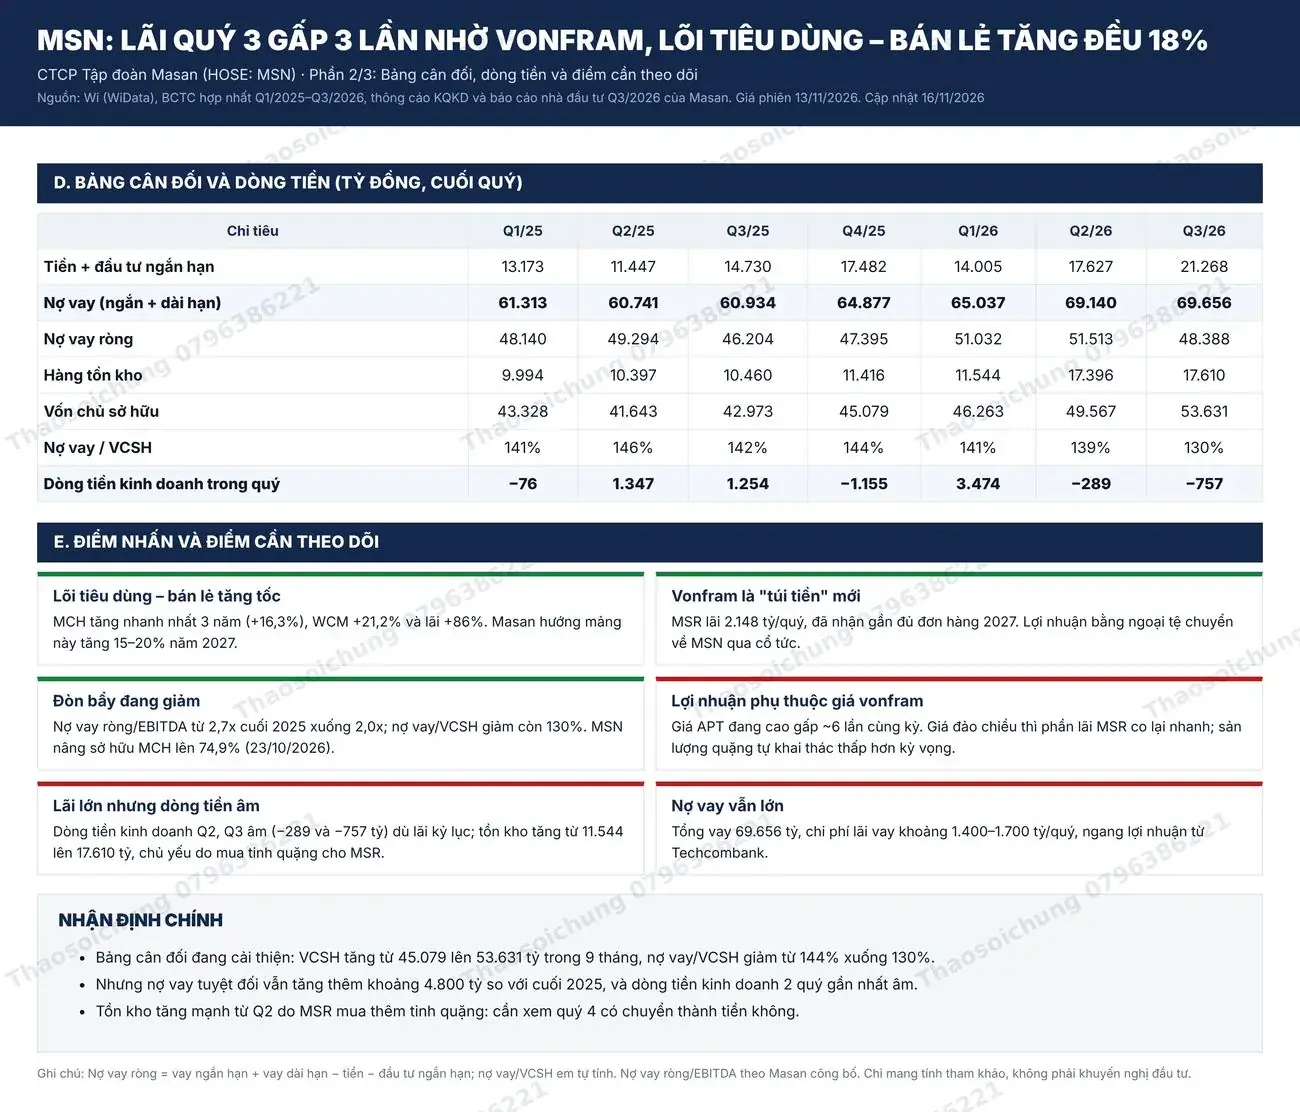 MSN: LÃI QUÝ 3 GẤP 3 LẦN NHỜ VONFRAM, LÕI TIÊU DÙNG – BÁN LẺ TĂNG ĐỀU 18%
CTCP Tập đoàn Masan (HOSE: MSN) · Phần 2/3: Bảng cân đối, dòng tiền và điểm cần theo dõi
Nguồn: Wi (WiData), BCTC hợp nhất Q1/2025–Q3/2026, thông cáo KQKD và báo cáo nhà đầu tư Q3/2026 của Masan. Giá phiên 13/11/2026. Cập nhật 16/11/2026
D. BẢNG CÂN ĐỐI VÀ DÒNG TIỀN (TỶ ĐỒNG, CUỐI QUÝ)
Chỉ tiêu Q1/25 Q2/25 Q3/25 Q4/25 Q1/26 Q2/26 Q3/26
Tiền + đầu tư ngắn hạn 13.173 11.447 14.730 17.482 14.005 17.627 21.268
Nợ vay (ngắn + dài hạn) 61.313 60.741 60.934 64.877 65.037 69.140 69.656
Nợ vay ròng 48.140 49.294 46.204 47.395 51.032 51.513 48.388
Hàng tồn kho 9.994 10.397 10.460 11.416 11.544 17.396 17.610
Vốn chủ sở hữu 43.328 41.643 42.973 45.079 46.263 49.567 53.631
Nợ vay / VCSH 141% 146% 142% 144% 141% 139% 130%
Dòng tiền kinh doanh trong quý −76 1.347 1.254 −1.155 3.474 −289 −757
E. ĐIỂM NHẤN VÀ ĐIỂM CẦN THEO DÕI
Lõi tiêu dùng – bán lẻ tăng tốc
MCH tăng nhanh nhất 3 năm (+16,3%), WCM +21,2% và lãi +86%. Masan hướng mảng
này tăng 15–20% năm 2027.
Vonfram là "túi tiền" mới
MSR lãi 2.148 tỷ/quý, đã nhận gần đủ đơn hàng 2027. Lợi nhuận bằng ngoại tệ chuyển
về MSN qua cổ tức.
Đòn bẩy đang giảm
Nợ vay ròng/EBITDA từ 2,7x cuối 2025 xuống 2,0x; nợ vay/VCSH giảm còn 130%. MSN
nâng sở hữu MCH lên 74,9% (23/10/2026).
Lợi nhuận phụ thuộc giá vonfram
Giá APT đang cao gấp ~6 lần cùng kỳ. Giá đảo chiều thì phần lãi MSR co lại nhanh; sản
lượng quặng tự khai thác thấp hơn kỳ vọng.
Lãi lớn nhưng dòng tiền âm
Dòng tiền kinh doanh Q2, Q3 âm (−289 và −757 tỷ) dù lãi kỷ lục; tồn kho tăng từ 11.544
lên 17.610 tỷ, chủ yếu do mua tinh quặng cho MSR.
Nợ vay vẫn lớn
Tổng vay 69.656 tỷ, chi phí lãi vay khoảng 1.400–1.700 tỷ/quý, ngang lợi nhuận từ
Techcombank.
NHẬN ĐỊNH CHÍNH
• Bảng cân đối đang cải thiện: VCSH tăng từ 45.079 lên 53.631 tỷ trong 9 tháng, nợ vay/VCSH giảm từ 144% xuống 130%.
• Nhưng nợ vay tuyệt đối vẫn tăng thêm khoảng 4.800 tỷ so với cuối 2025, và dòng tiền kinh doanh 2 quý gần nhất âm.
• Tồn kho tăng mạnh từ Q2 do MSR mua thêm tinh quặng: cần xem quý 4 có chuyển thành tiền không.
Ghi chú: Nợ vay ròng = vay ngắn hạn + vay dài hạn − tiền − đầu tư ngắn hạn; nợ vay/VCSH em tự tính. Nợ vay ròng/EBITDA theo Masan công bố. Chỉ mang tính tham khảo, không phải khuyến nghị đầu tư.
Thaosoichung 0796386221